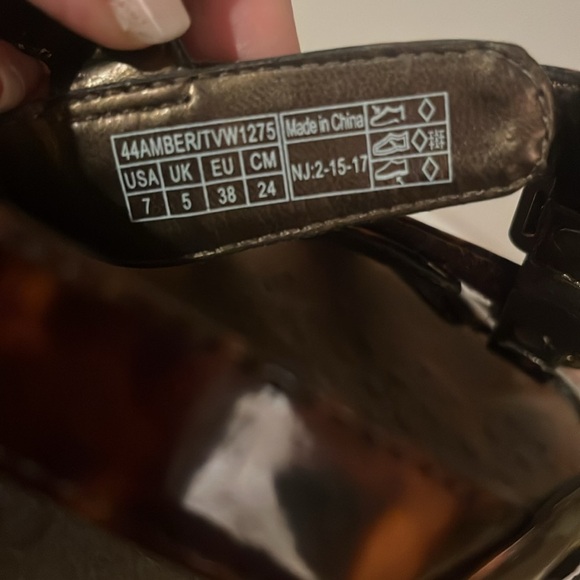 44AMBER/TVW1275
USA UK EU CM
7 5 38 24
Made in China
NJ:2-15-17